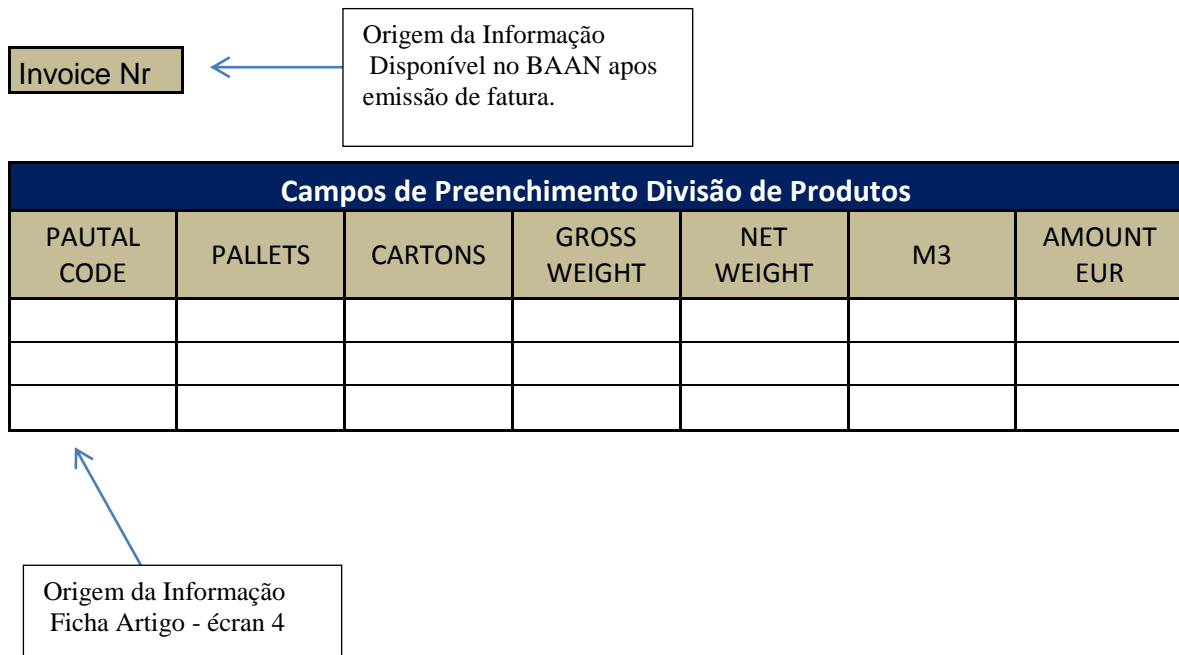 Origem da Informação
Disponível no BAAN apos
emissão de fatura.
Invoice Nr
Campos de Preenchimento Divisão de Produtos
PAUTAL CODE PALLETS CARTONS GROSS WEIGHT NET WEIGHT M3 AMOUNT EUR
Origem da Informação
Ficha Artigo - écran 4